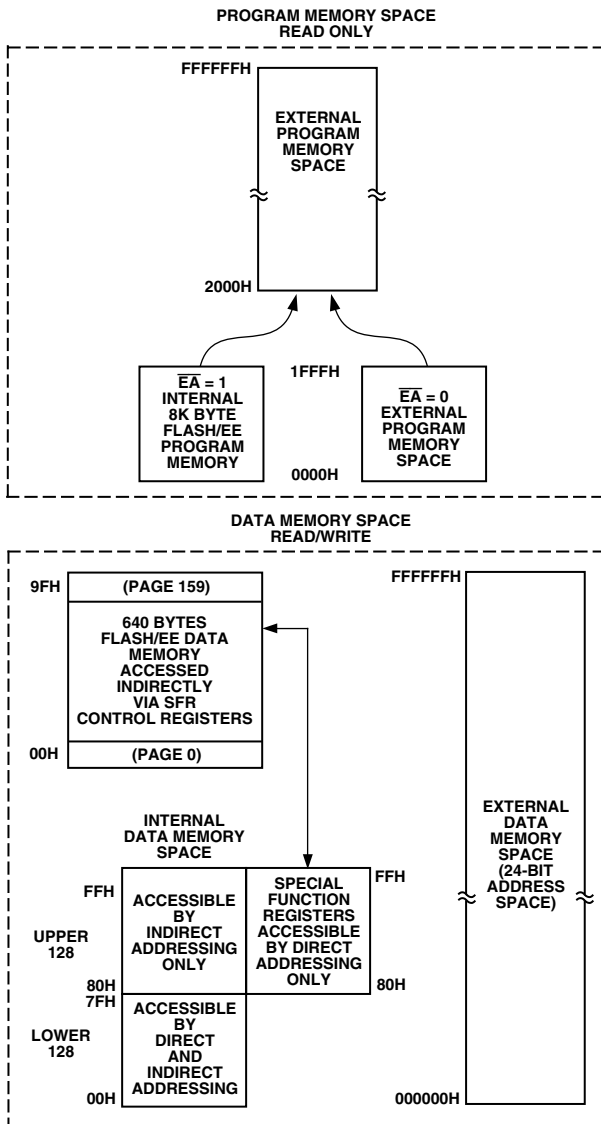 PROGRAM MEMORY SPACE
READ ONLY
FFFFFFH
EXTERNAL
PROGRAM
MEMORY
SPACE
2000H
EA = 1
INTERNAL
8K BYTE
FLASH/EE
PROGRAM
MEMORY
1FFFH
0000H
EA = 0
EXTERNAL
PROGRAM
MEMORY
SPACE
DATA MEMORY SPACE
READ/WRITE
9FH
(PAGE 159)
640 BYTES
FLASH/EE DATA
MEMORY
ACCESSED
INDIRECTLY
VIA SFR
CONTROL REGISTERS
00H
(PAGE 0)
INTERNAL
DATA MEMORY
SPACE
FFH
UPPER
128
80H
ACCESSIBLE
BY
INDIRECT
ADDRESSING
ONLY
SPECIAL
FUNCTION
REGISTERS
ACCESSIBLE
BY DIRECT
ADDRESSING
ONLY
FFH
80H
7FH
LOWER
128
00H
ACCESSIBLE
BY
DIRECT
AND
INDIRECT
ADDRESSING
FFFFFFH
EXTERNAL
DATA
MEMORY
SPACE
(24-BIT
ADDRESS
SPACE)
000000H